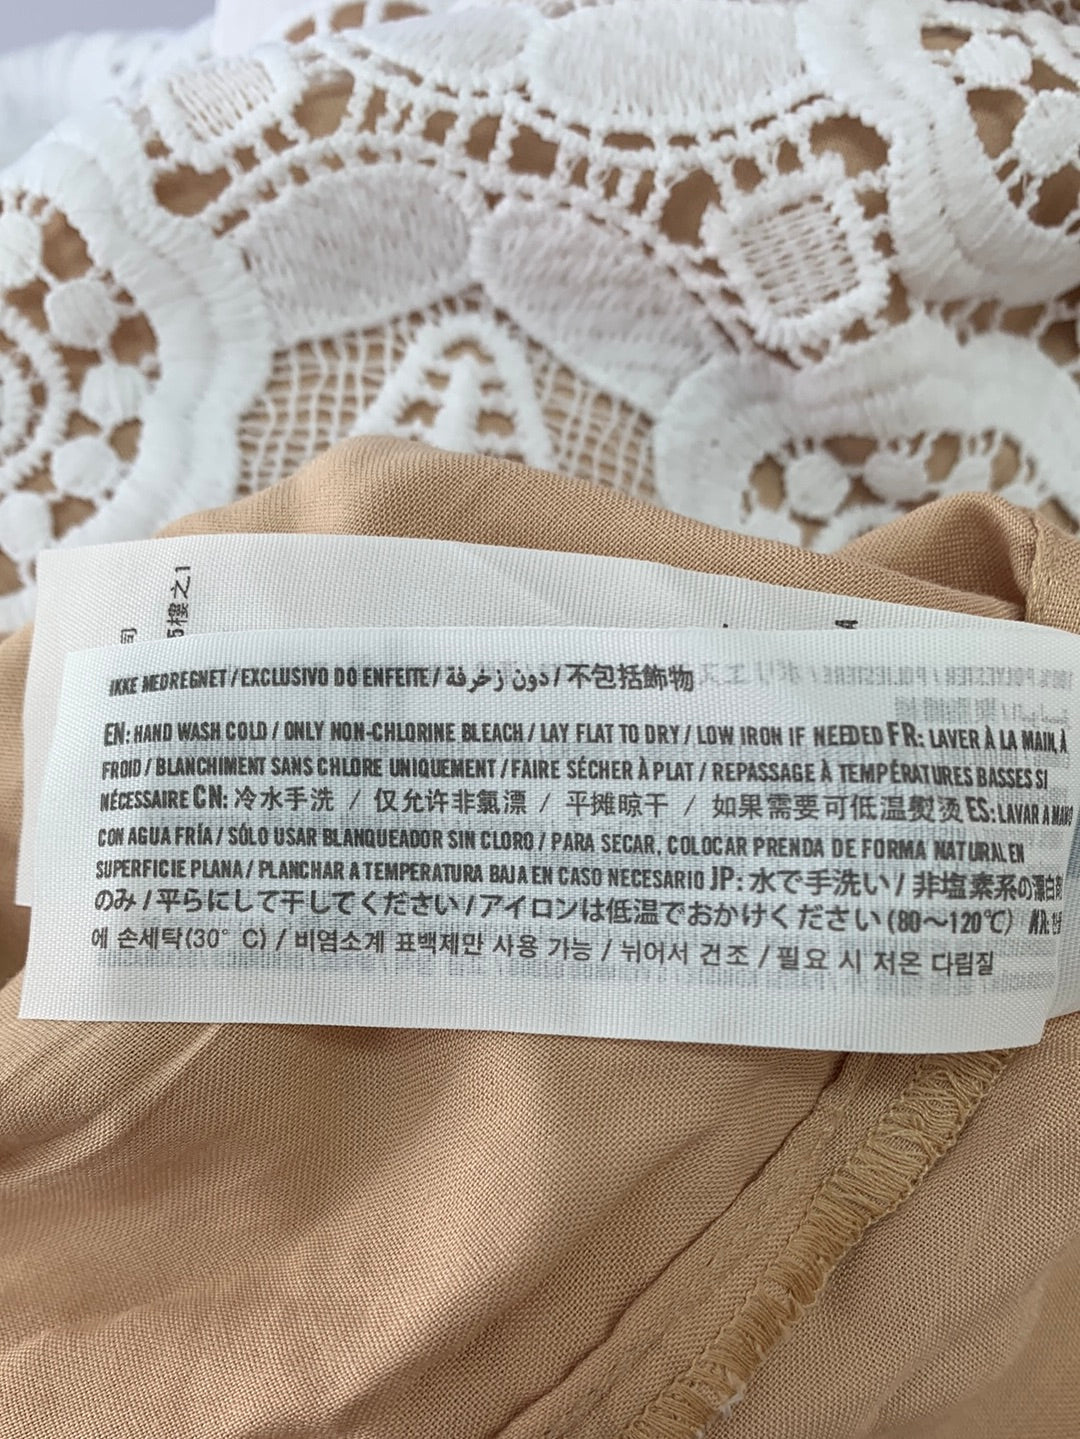 5樓之1
IKKE MEDREGNET / EXCLUSIVO DO ENFEITE / دون زخرفة / 不包括飾物
EN: HAND WASH COLD / ONLY NON-CHLORINE BLEACH / LAY FLAT TO DRY / LOW IRON IF NEEDED FR: LAVER À LA MAIN, À
FROID / BLANCHIMENT SANS CHLORE UNIQUEMENT / FAIRE SÉCHER À PLAT / REPASSAGE À TEMPÉRATURES BASSES SI
NÉCESSAIRE CN: 冷水手洗 / 仅允许非氯漂 / 平摊晾干 / 如果需要可低温熨烫 ES: LAVAR A MANO
CON AGUA FRÍA / SÓLO USAR BLANQUEADOR SIN CLORO / PARA SECAR, COLOCAR PRENDA DE FORMA NATURAL EN
SUPERFICIE PLANA / PLANCHAR A TEMPERATURA BAJA EN CASO NECESARIO JP: 水で手洗い / 非塩素系の漂白剤
のみ / 平らにして干してください / アイロンは低温でおかけください (80～120℃) KR:
에 손세탁(30° C) / 비염소계 표백제만 사용 가능 / 뉘어서 건조 / 필요 시 저온 다림질